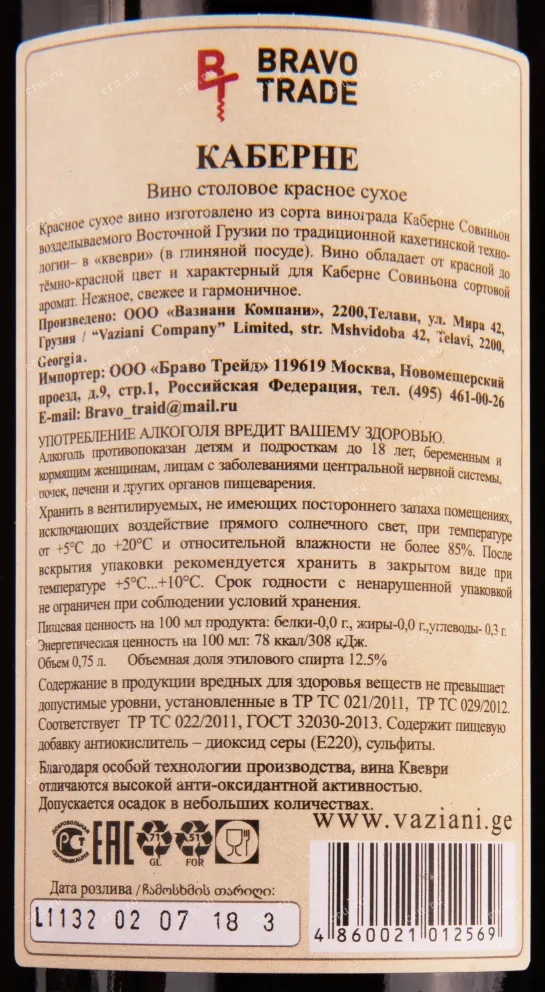 BRAVO
TRADE
КАБЕРНЕ
Вино столовое красное сухое
Красное сухое вино изготовлено из сорта винограда Каберне Совиньон
возделываемого Восточной Грузии по традиционной кахетинской техно-
логии– в «квеври» (в глиняной посуде). Вино обладает от красной до
тёмно-красной цвет и характерный для Каберне Совиньона сортовой
аромат. Нежное, свежее и гармоничное.
Произведено: ООО «Вазиани Компани», 2200,Телави, ул. Мира 42,
Грузия / “Vaziani Company” Limited, str. Mshvidoba 42, Telavi, 2200,
Georgia.
Импортер: ООО «Браво Трейд» 119619 Москва, Новомещерский
проезд, д.9, стр.1, Российская Федерация, тел. (495) 461-00-26
E-mail: Bravo_traid@mail.ru
УПОТРЕБЛЕНИЕ АЛКОГОЛЯ ВРЕДИТ ВАШЕМУ ЗДОРОВЬЮ.
Алкоголь противопоказан детям и подросткам до 18 лет, беременным и
кормящим женщинам, лицам с заболеваниями центральной нервной системы,
почек, печени и других органов пищеварения.
Хранить в вентилируемых, не имеющих постороннего запаха помещениях,
исключающих воздействие прямого солнечного свет, при температуре
от +5°C до +20°C и относительной влажности не более 85%. После
вскрытия упаковки рекомендуется хранить в закрытом виде при
температуре +5°C...+10°C. Срок годности с ненарушенной упаковкой
не ограничен при соблюдении условий хранения.
Пищевая ценность на 100 мл продукта: белки-0,0 г., жиры-0,0 г.,углеводы- 0,3 г.
Энергетическая ценность на 100 мл: 78 ккал/308 кДж.
Объем 0,75 л. Объемная доля этилового спирта 12.5%
Содержание в продукции вредных для здоровья веществ не превышает
допустимые уровни, установленные в ТР ТС 021/2011, ТР ТС 029/2012.
Соответствует ТР ТС 022/2011, ГОСТ 32030-2013. Содержит пищевую
добавку антиокислитель – диоксид серы (Е220), сульфиты.
Благодаря особой технологии производства, вина Квеври
отличаются высокой анти-оксидантной активностью.
Допускается осадок в небольших количествах.
www.vaziani.ge
ДОБРОВОЛЬНАЯ
СЕРТИФИКАЦИЯ
EAC
71
GL
51
FOR
Дата розлива /ჩამოსხმის თარიღი:
L1132 02 07 18 3
4 860021 012569